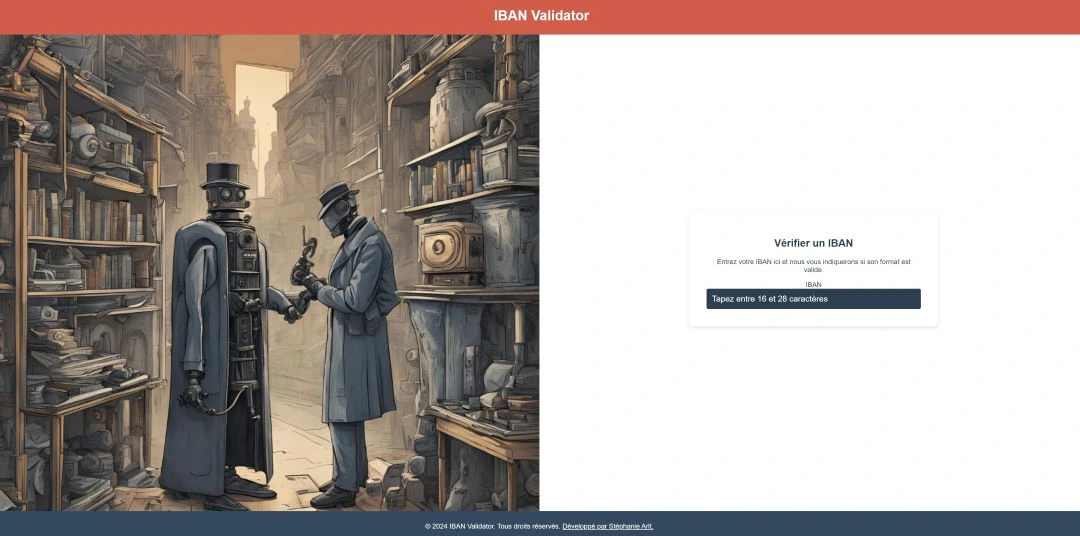 IBAN Validator
Vérifier un IBAN
Entrez votre IBAN ici et nous vous indiquerons si son format est
valide.
IBAN
Tapez entre 16 et 28 caractères
© 2024 IBAN Validator. Tous droits réservés. Développé par Stéphanie Arlt.